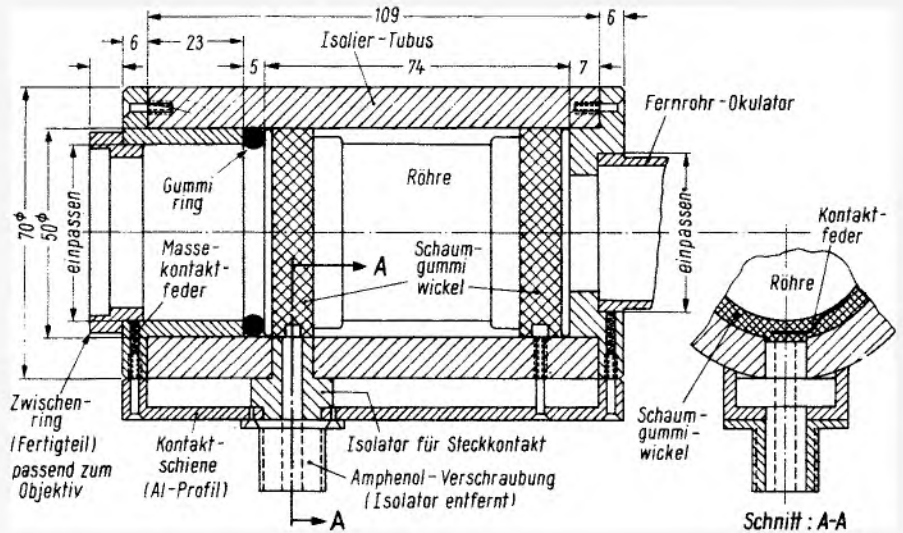 109
6
6
23
Isolier-Tubus
5
74
7
Fernrohr-Okulator
70ø
50ø
einpassen
Gummi
ring
Röhre
einpassen
Masse
kontakt-
feder
A
Schaum-
gummi
wickel
Kontakt-
feder
Röhre
Zwischen-
ring
(Fertigteil)
passend zum
Objektiv
Kontakt-
schiene
(Al-Profil)
Isolator für Steckkontakt
Amphenol-Verschraubung
(Isolator entfernt)
A
Schaum-
gummi-
wickel
Schnitt: A-A